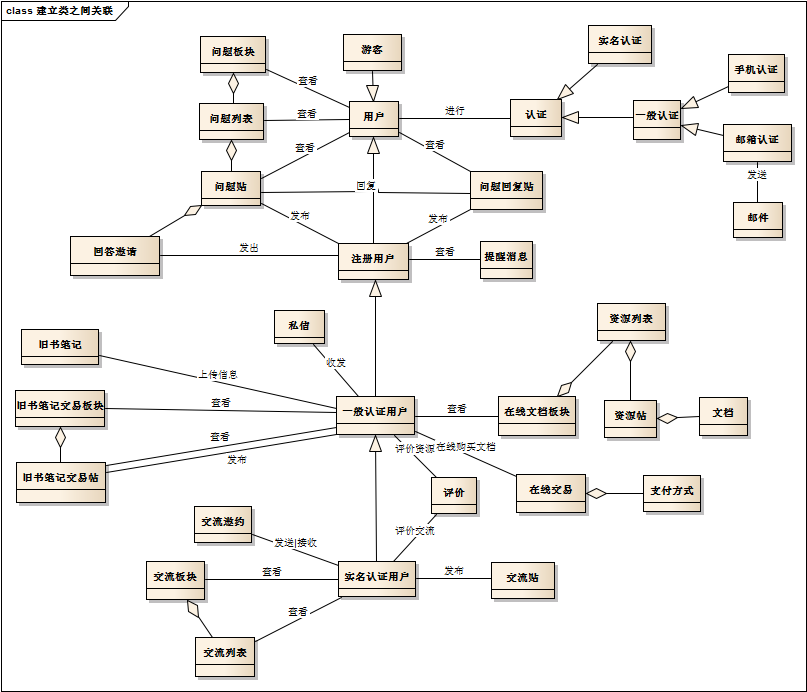 class 建立类之间关联
实名认证
游客
问题板块
手机认证
查看
问题列表
查看
用户
进行
认证
一般认证
邮箱认证
查看
查看
发送
问题贴
回复
问题回复贴
发布
发布
邮件
回答邀请
发出
注册用户
查看
提醒消息
私信
资源列表
旧书笔记
收发
上传信息
旧书笔记交易板块
查看
一般认证用户
查看
在线文档板块
资源帖
文档
查看
发布
评价资源
在线购买文档
旧书笔记交易帖
评价
在线交易
支付方式
交流邀约
评价交流
发送|接收
交流板块
查看
实名认证用户
发布
交流贴
查看
交流列表